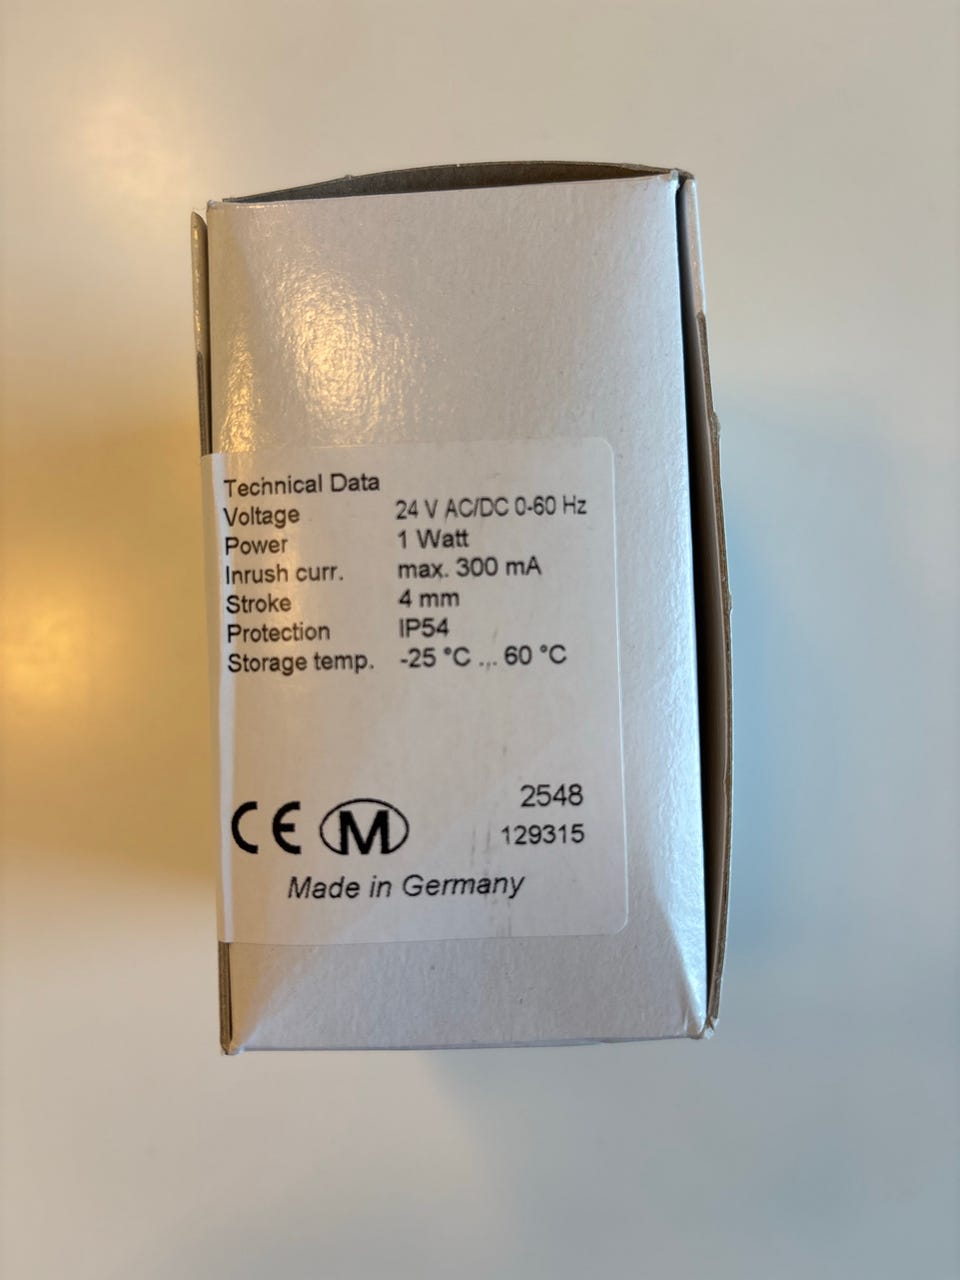 Technical Data
Voltage 24 V AC/DC 0-60 Hz
Power 1 Watt
Inrush curr. max. 300 mA
Stroke 4 mm
Protection IP54
Storage temp. -25 °C ... 60 °C
2548
CE M 129315
Made in Germany